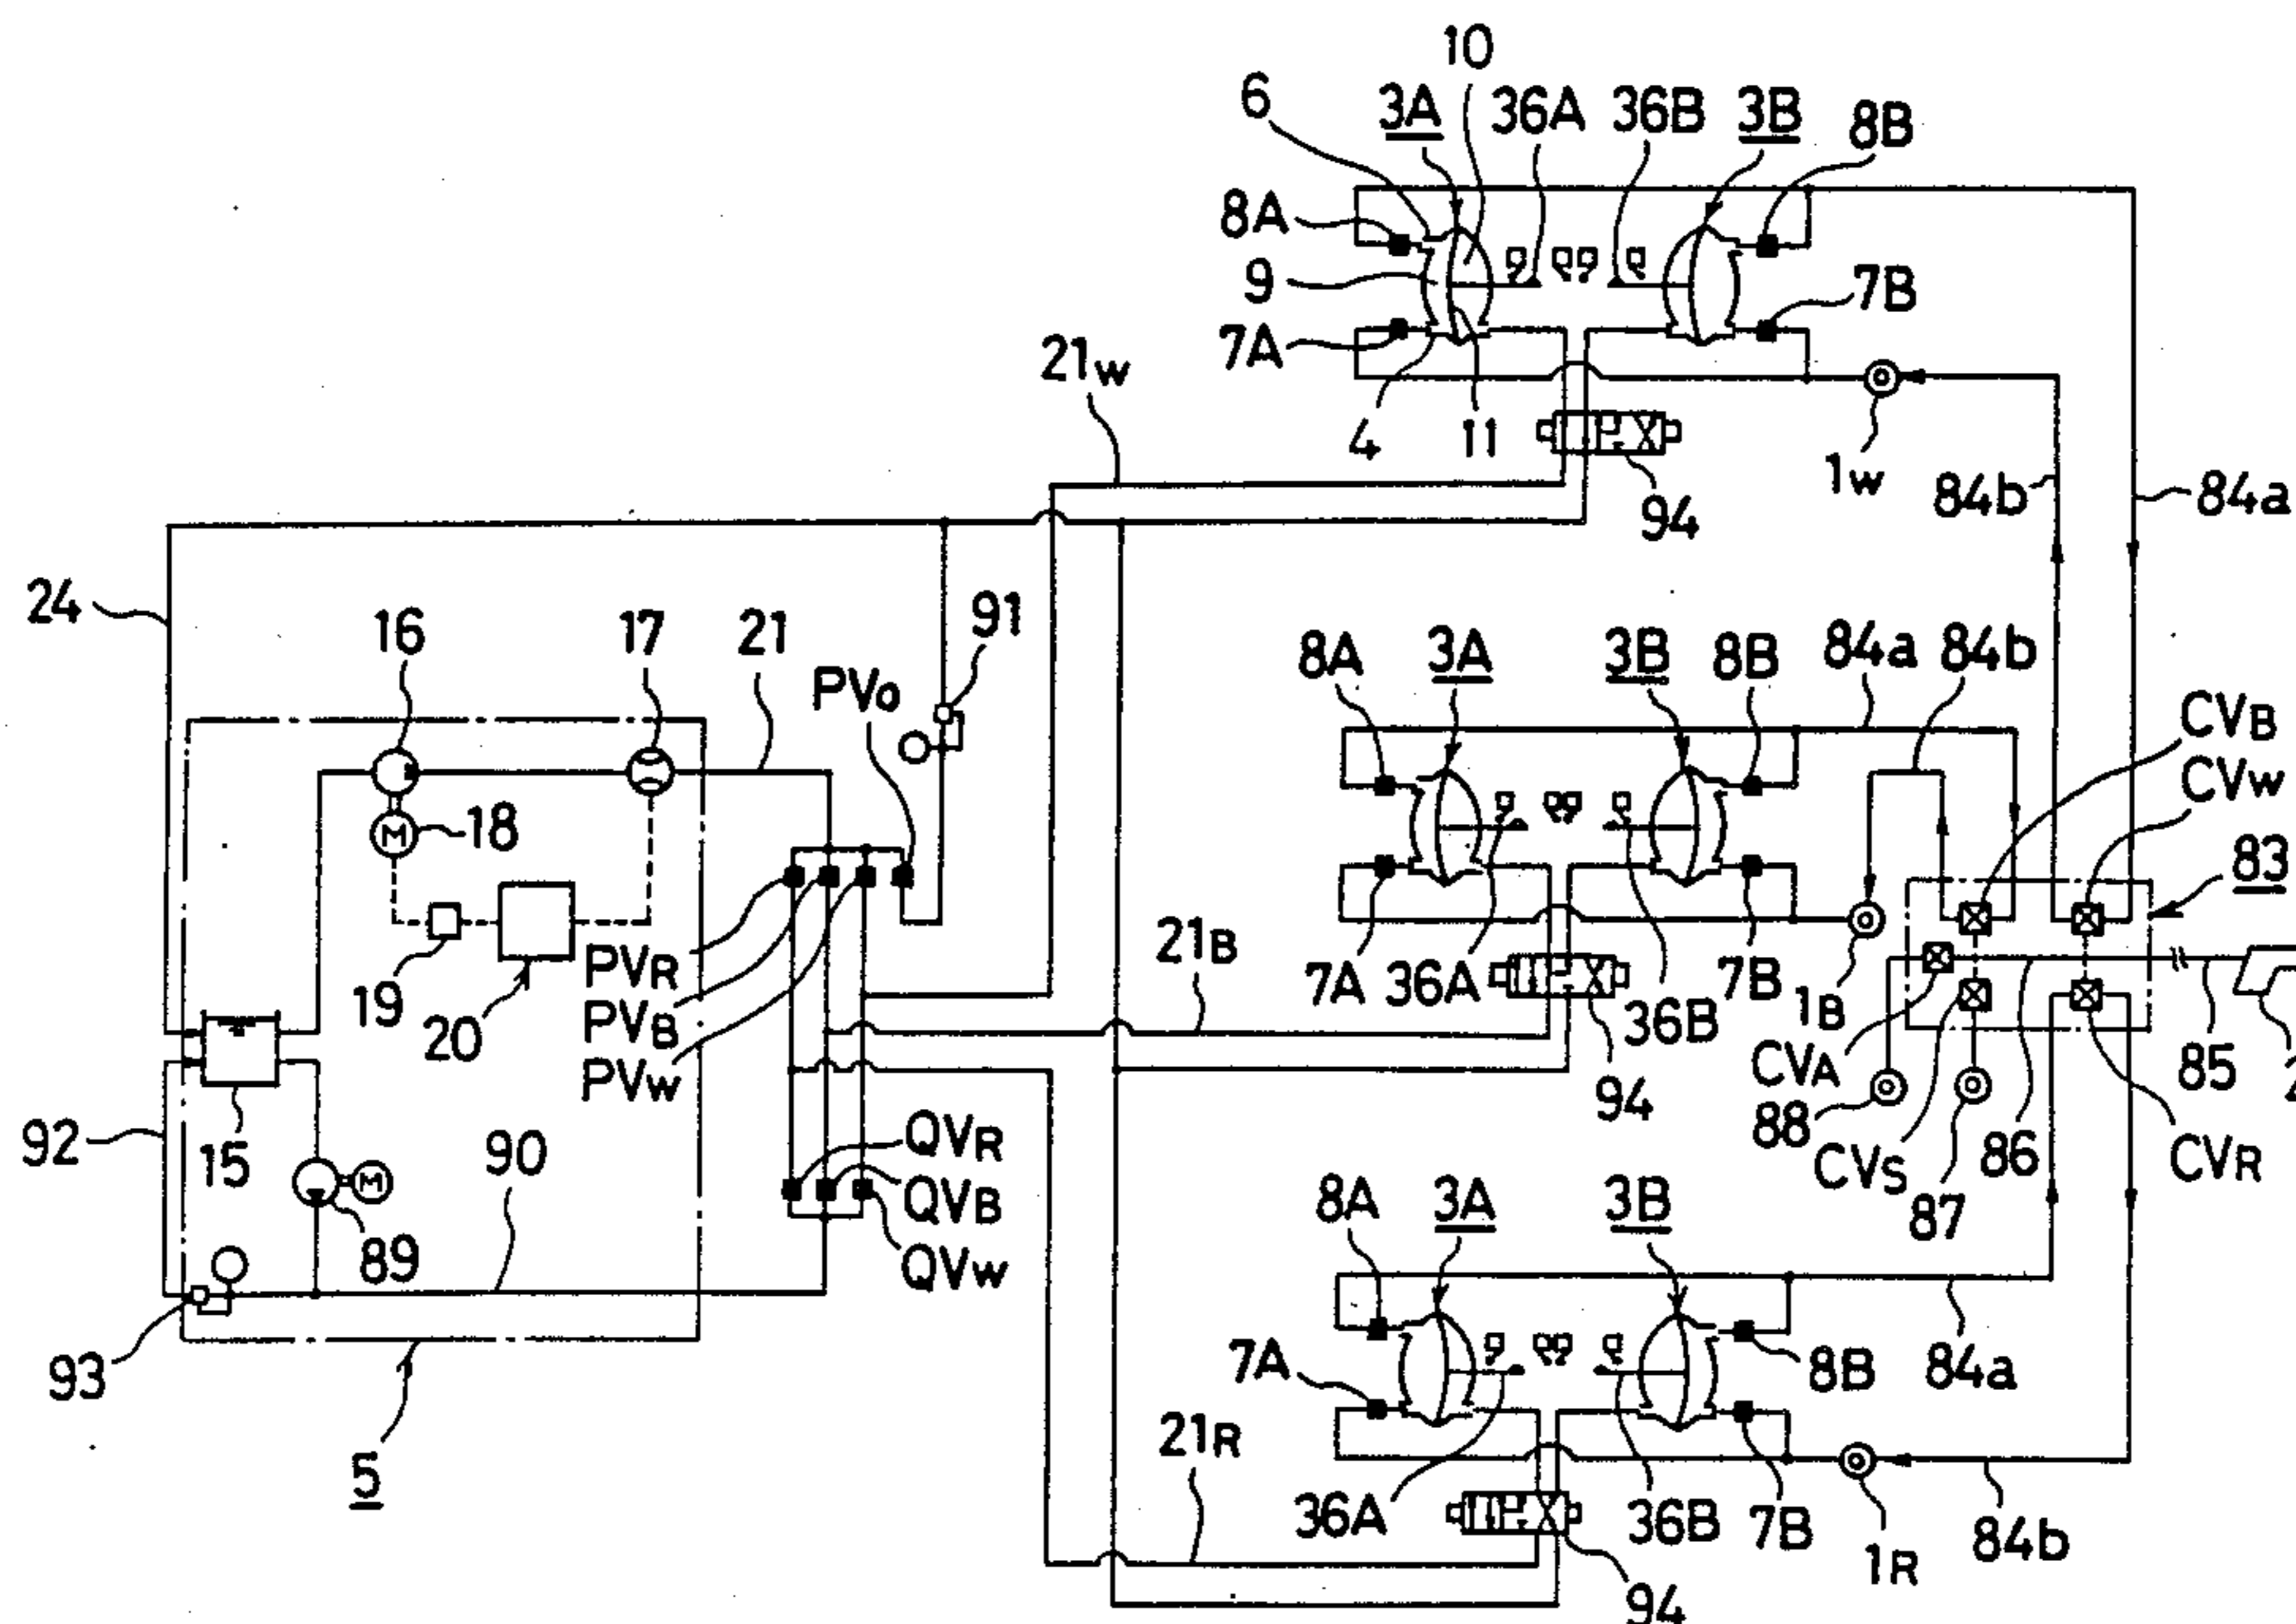 10
6
3A
36A
36B
3B
8B
8A
9
7A
7B
21W
4
11
1W
94
84b
84a
24
16
17
21
91
PVo
18
M
8A
3A
3B
8B
84a
84b
CVB
CVW
83
19
20
PVR
PVB
PVW
21B
7A
36A
36B
7B
1B
94
CVA
88
CVS
87
86
85
2
CVR
92
15
90
QVR
QVB
QVW
M
89
93
5
8A
3A
3B
7A
8B
84a
21R
36A
36B
7B
1R
84b
94